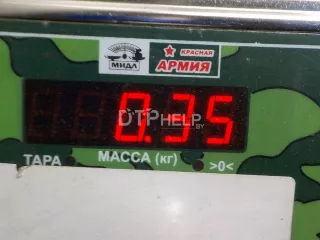 МИДЛ
КРАСНАЯ
АРМИЯ
0.35
DTPHELP.BY
ТАРА МАССА (кг) >0<